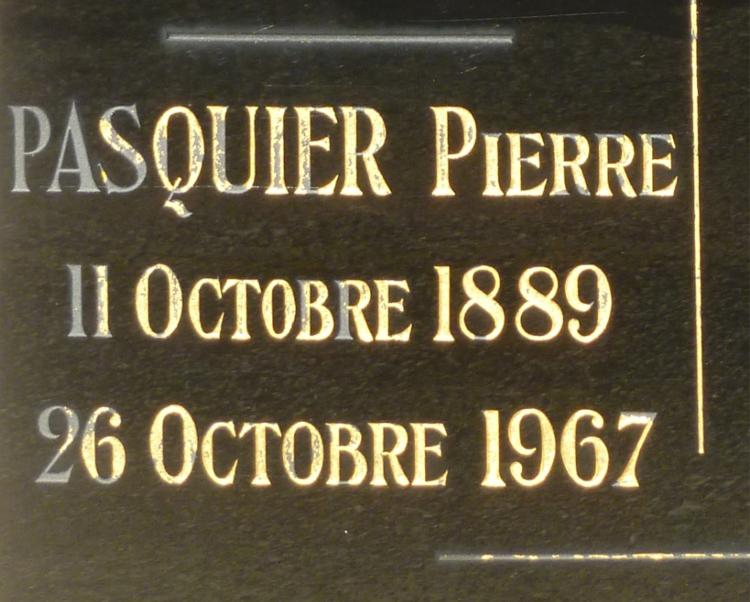 PASQUIER PIERRE
11 OCTOBRE 1889
26 OCTOBRE 1967